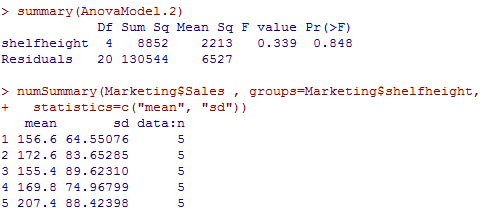 > summary(AnovaModel.2)
Df Sum Sq Mean Sq F value Pr(>F)
shelfheight 4 8852 2213 0.339 0.848
Residuals 20 130544 6527
> numSummary(Marketing$Sales , groups=Marketing$shelfheight,
+ statistics=c("mean", "sd"))
mean sd data:n
1 156.6 64.55076 5
2 172.6 83.65285 5
3 155.4 89.62310 5
4 169.8 74.96799 5
5 207.4 88.42398 5